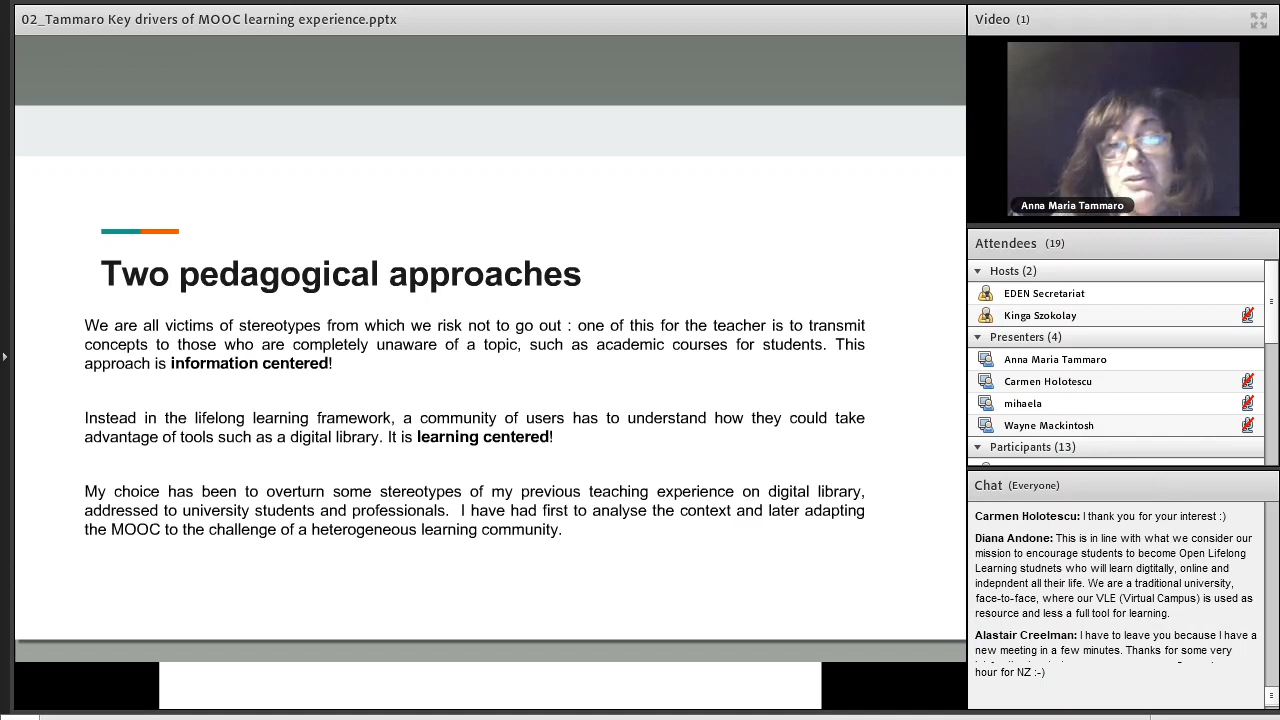 02_Tammaro Key drivers of MOOC learning experience.pptx
Two pedagogical approaches
We are all victims of stereotypes from which we risk not to go out : one of this for the teacher is to transmit
concepts to those who are completely unaware of a topic, such as academic courses for students. This
approach is information centered!
Instead in the lifelong learning framework, a community of users has to understand how they could take
advantage of tools such as a digital library. It is learning centered!
My choice has been to overturn some stereotypes of my previous teaching experience on digital library,
addressed to university students and professionals. I have had first to analyse the context and later adapting
the MOOC to the challenge of a heterogeneous learning community.
Video (1)
Anna Maria Tammaro
Attendees (19)
Hosts (2)
EDEN Secretariat
Kinga Szokolay
Presenters (4)
Anna Maria Tammaro
Carmen Holotescu
mihaela
Wayne Mackintosh
Participants (13)
Chat (Everyone)
Carmen Holotescu: I thank you for your interest :)
Diana Andone: This is in line with what we consider our
mission to encourage students to become Open Lifelong
Learning studnets who will learn digtitally, online and
indepndent all their life. We are a traditional university,
face-to-face, where our VLE (Virtual Campus) is used as
resource and less a full tool for learning.
Alastair Creelman: I have to leave you because I have a
new meeting in a few minutes. Thanks for some very
hour for NZ :-)